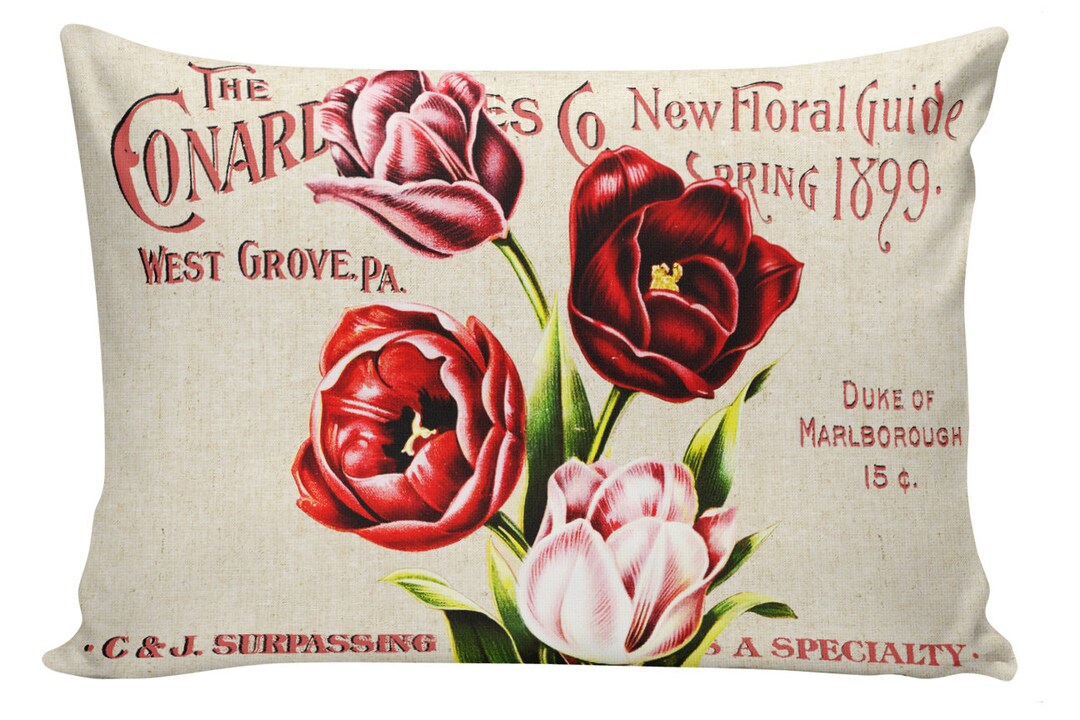 THE
CONARD ES CO. NEW FLORAL GUIDE
SPRING 1899.
WEST GROVE, PA.
DUKE OF
MARLBOROUGH
15 ¢.
· C & J. SURPASSING S A SPECIALTY ·